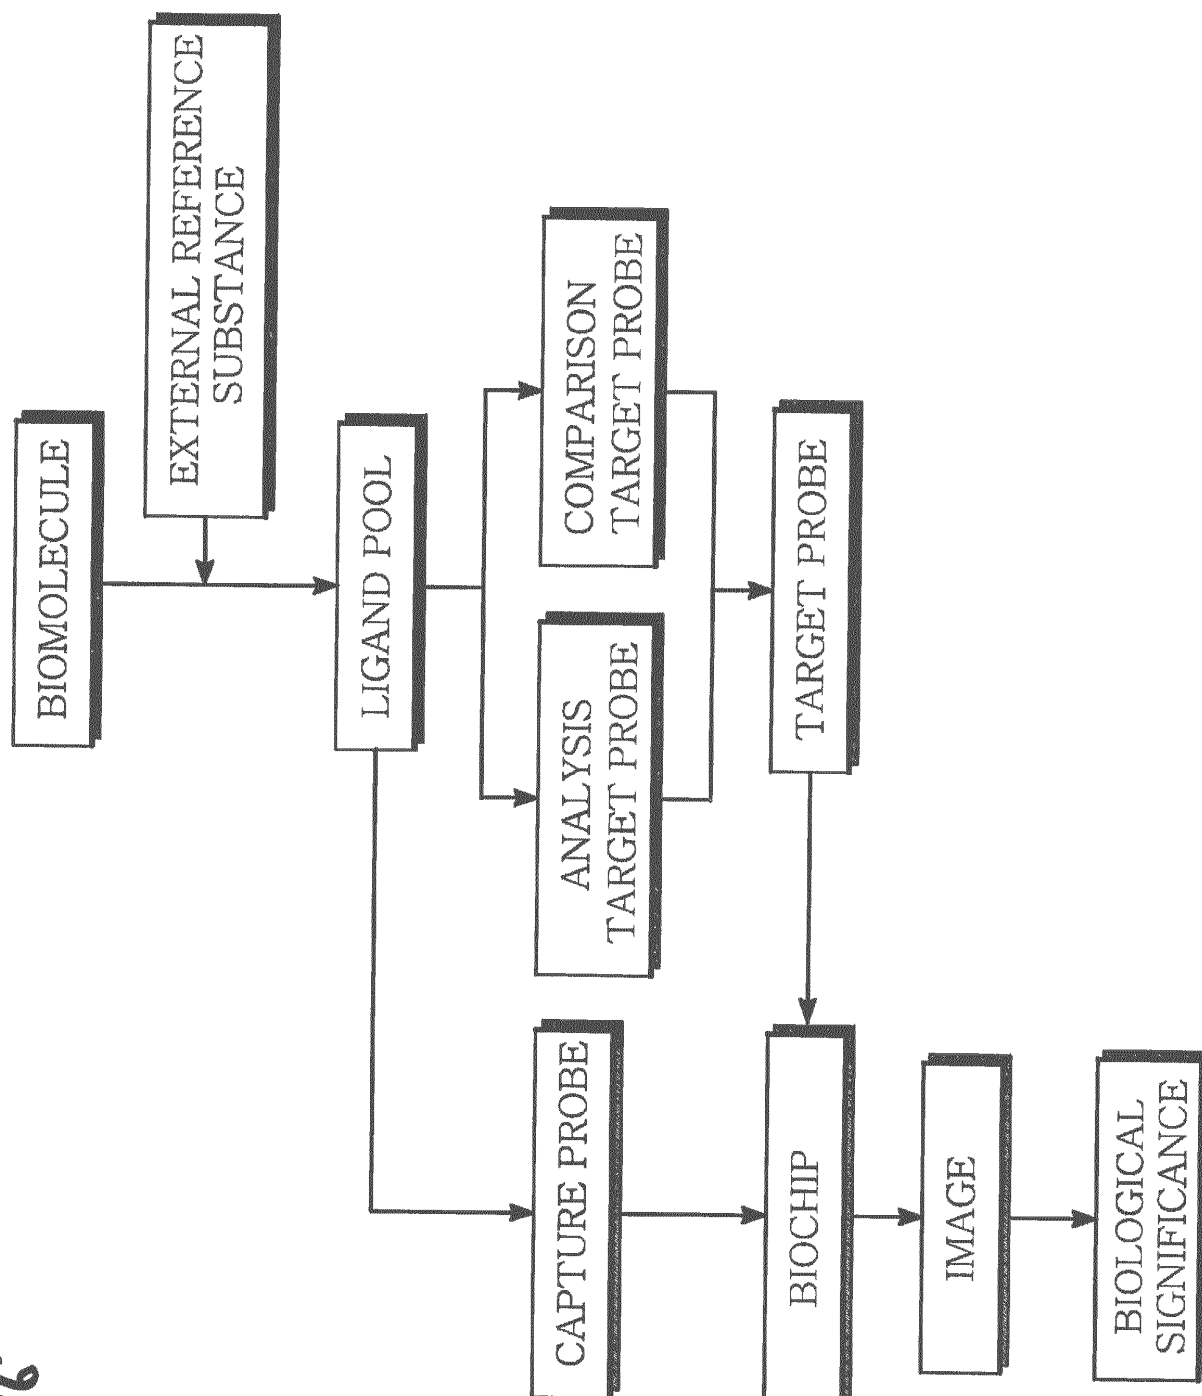 BIOMOLECULE
EXTERNAL REFERENCE
SUBSTANCE
LIGAND POOL
CAPTURE PROBE
ANALYSIS
TARGET PROBE
COMPARISON
TARGET PROBE
BIOCHIP
TARGET PROBE
IMAGE
BIOLOGICAL
SIGNIFICANCE